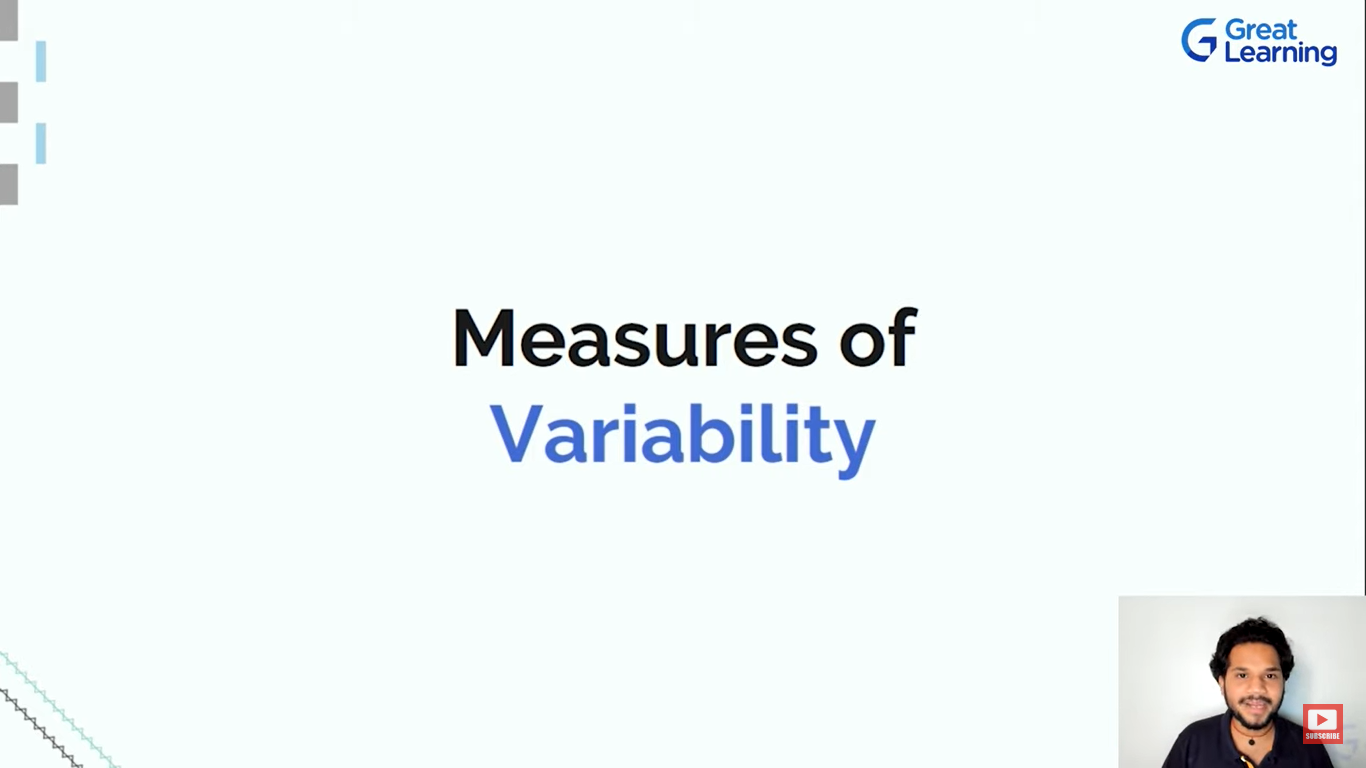 Great
Learning
Measures of
Variability
SUBSCRIBE